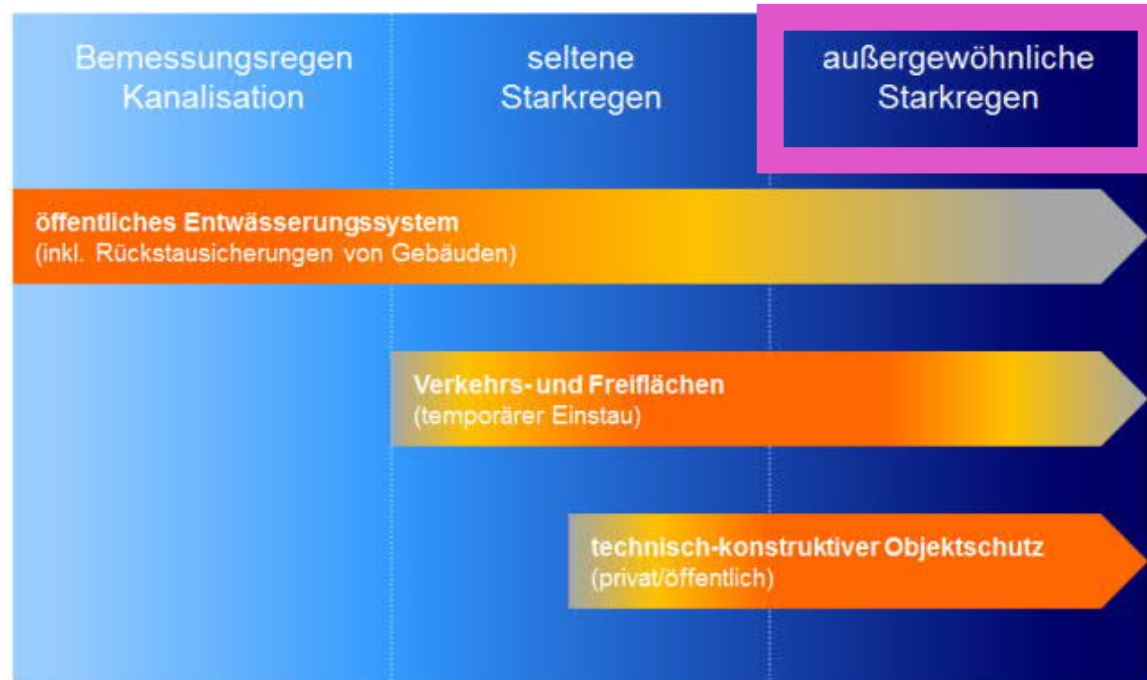 Bemessungsregen
Kanalisation
seltene
Starkregen
außergewöhnliche
Starkregen
öffentliches Entwässerungssystem
(inkl. Rückstausicherungen von Gebäuden)
Verkehrs- und Freiflächen
(temporärer Einstau)
technisch-konstruktiver Objektschutz
(privat/öffentlich)